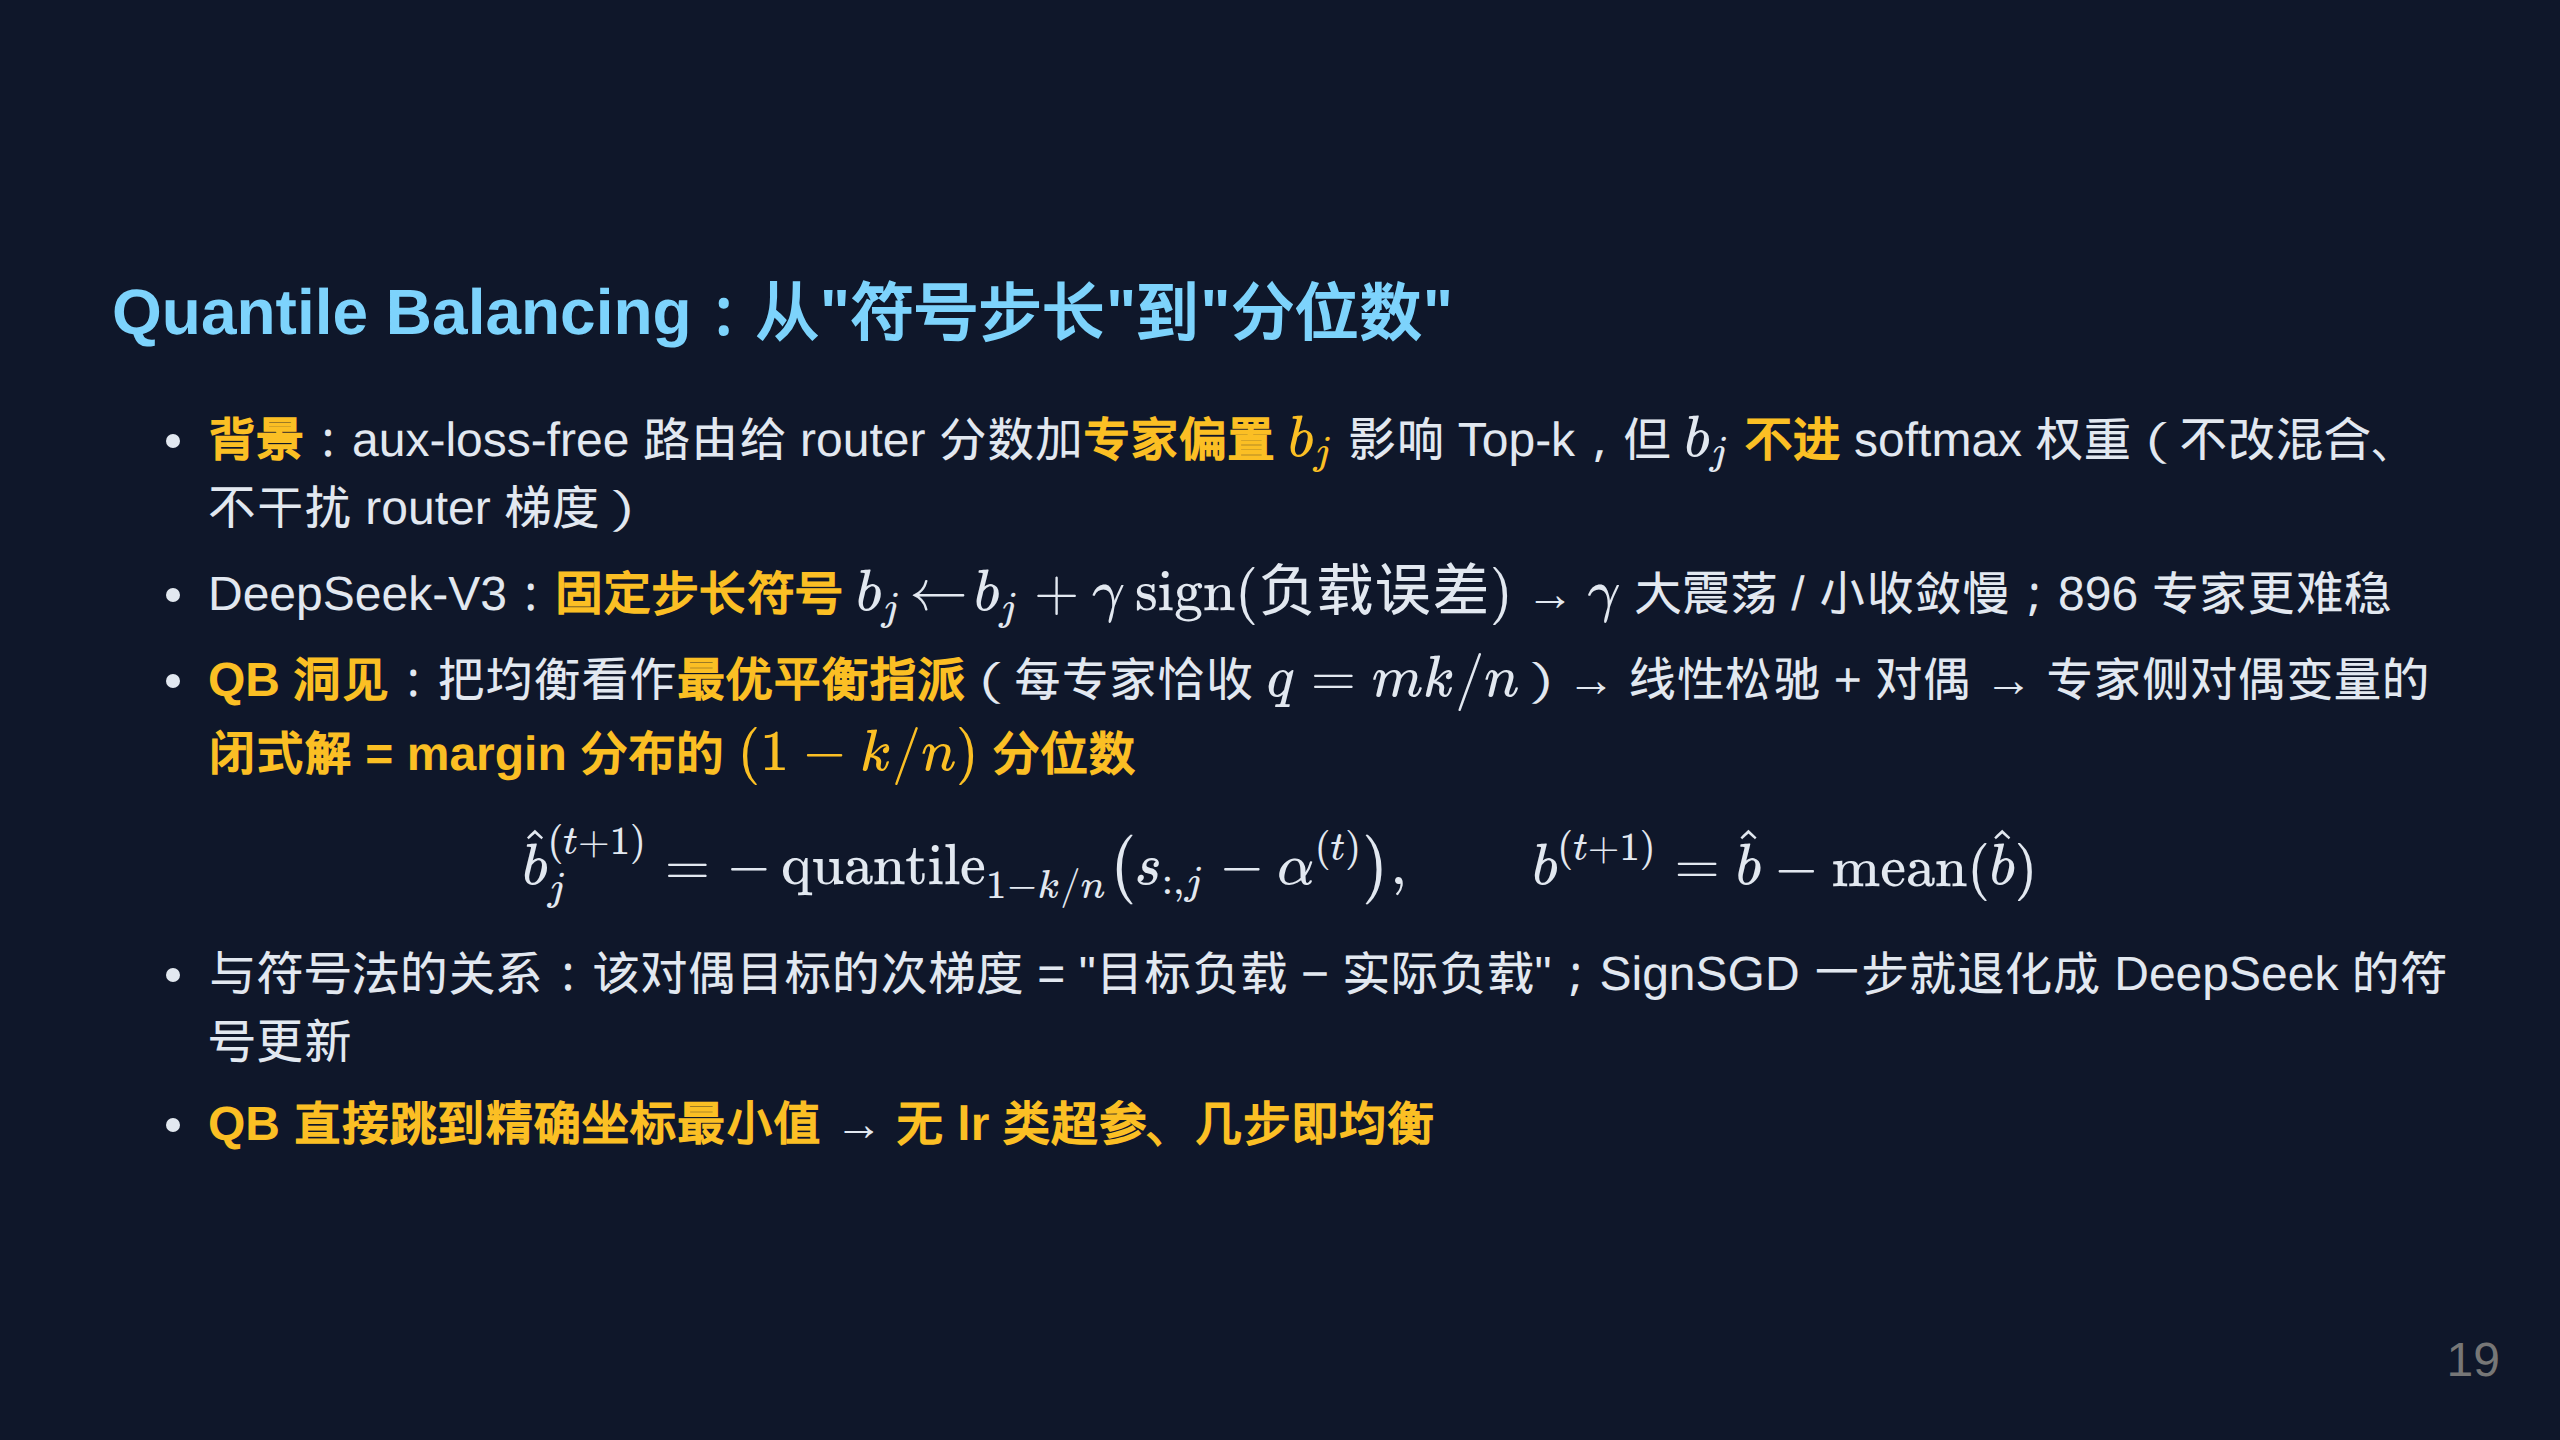 Quantile Balancing：从"符号步长"到"分位数"
• 背景：aux-loss-free 路由给 router 分数加专家偏置 b_j 影响 Top-k，但 b_j 不进 softmax 权重（不改混合、
不干扰 router 梯度）
• DeepSeek-V3：固定步长符号 b_j ← b_j + γ sign(负载误差) → γ 大震荡 / 小收敛慢；896 专家更难稳
• QB 洞见：把均衡看作最优平衡指派（每专家恰收 q = mk/n）→ 线性松驰 + 对偶 → 专家侧对偶变量的
闭式解 = margin 分布的 (1 − k/n) 分位数
b̂_j^{(t+1)} = − quantile_{1−k/n}(s_{:,j} − α^{(t)}),  b^{(t+1)} = b̂ − mean(b̂)
• 与符号法的关系：该对偶目标的次梯度 = "目标负载 − 实际负载"；SignSGD 一步就退化成 DeepSeek 的符
号更新
• QB 直接跳到精确坐标最小值 → 无 lr 类超参、几步即均衡
19